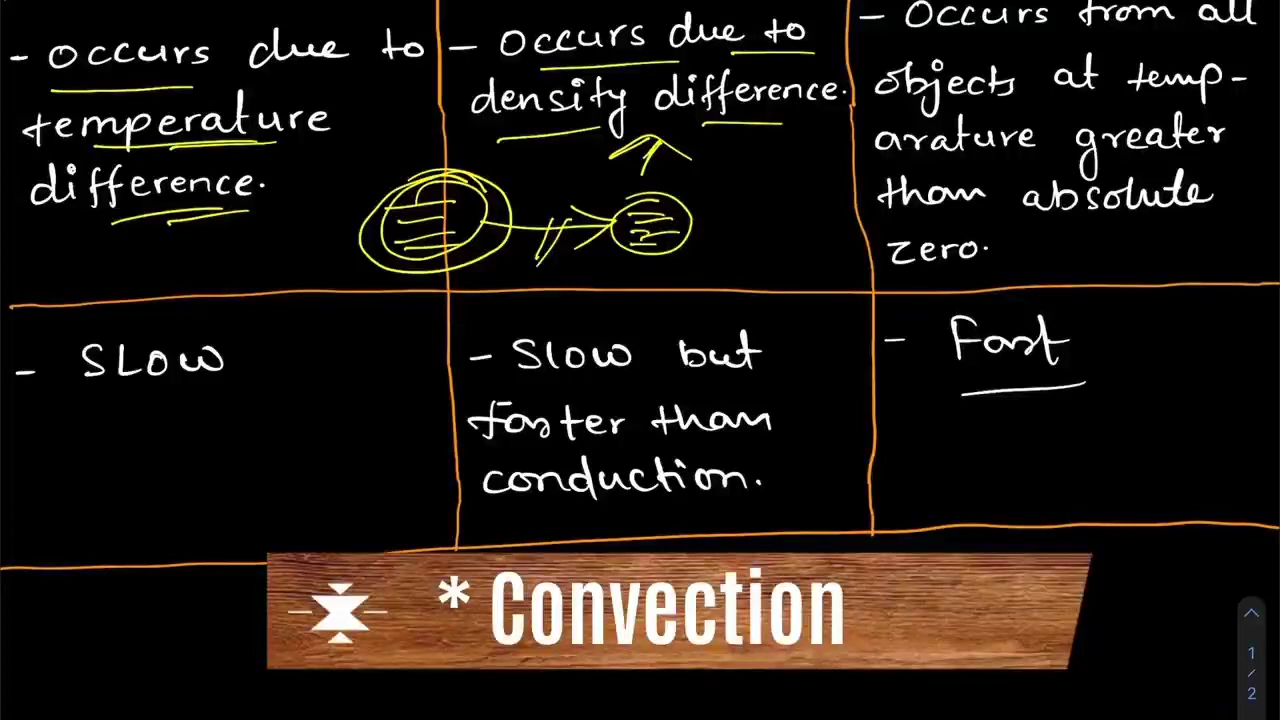 - occurs due to
temperature
difference.
- occurs due to
density difference.
- Occurs from all
objects at temp-
arature greater
than absolute
zero.
- SLOW
- Slow but
faster than
conduction.
- Fast
* Convection
1
/
2